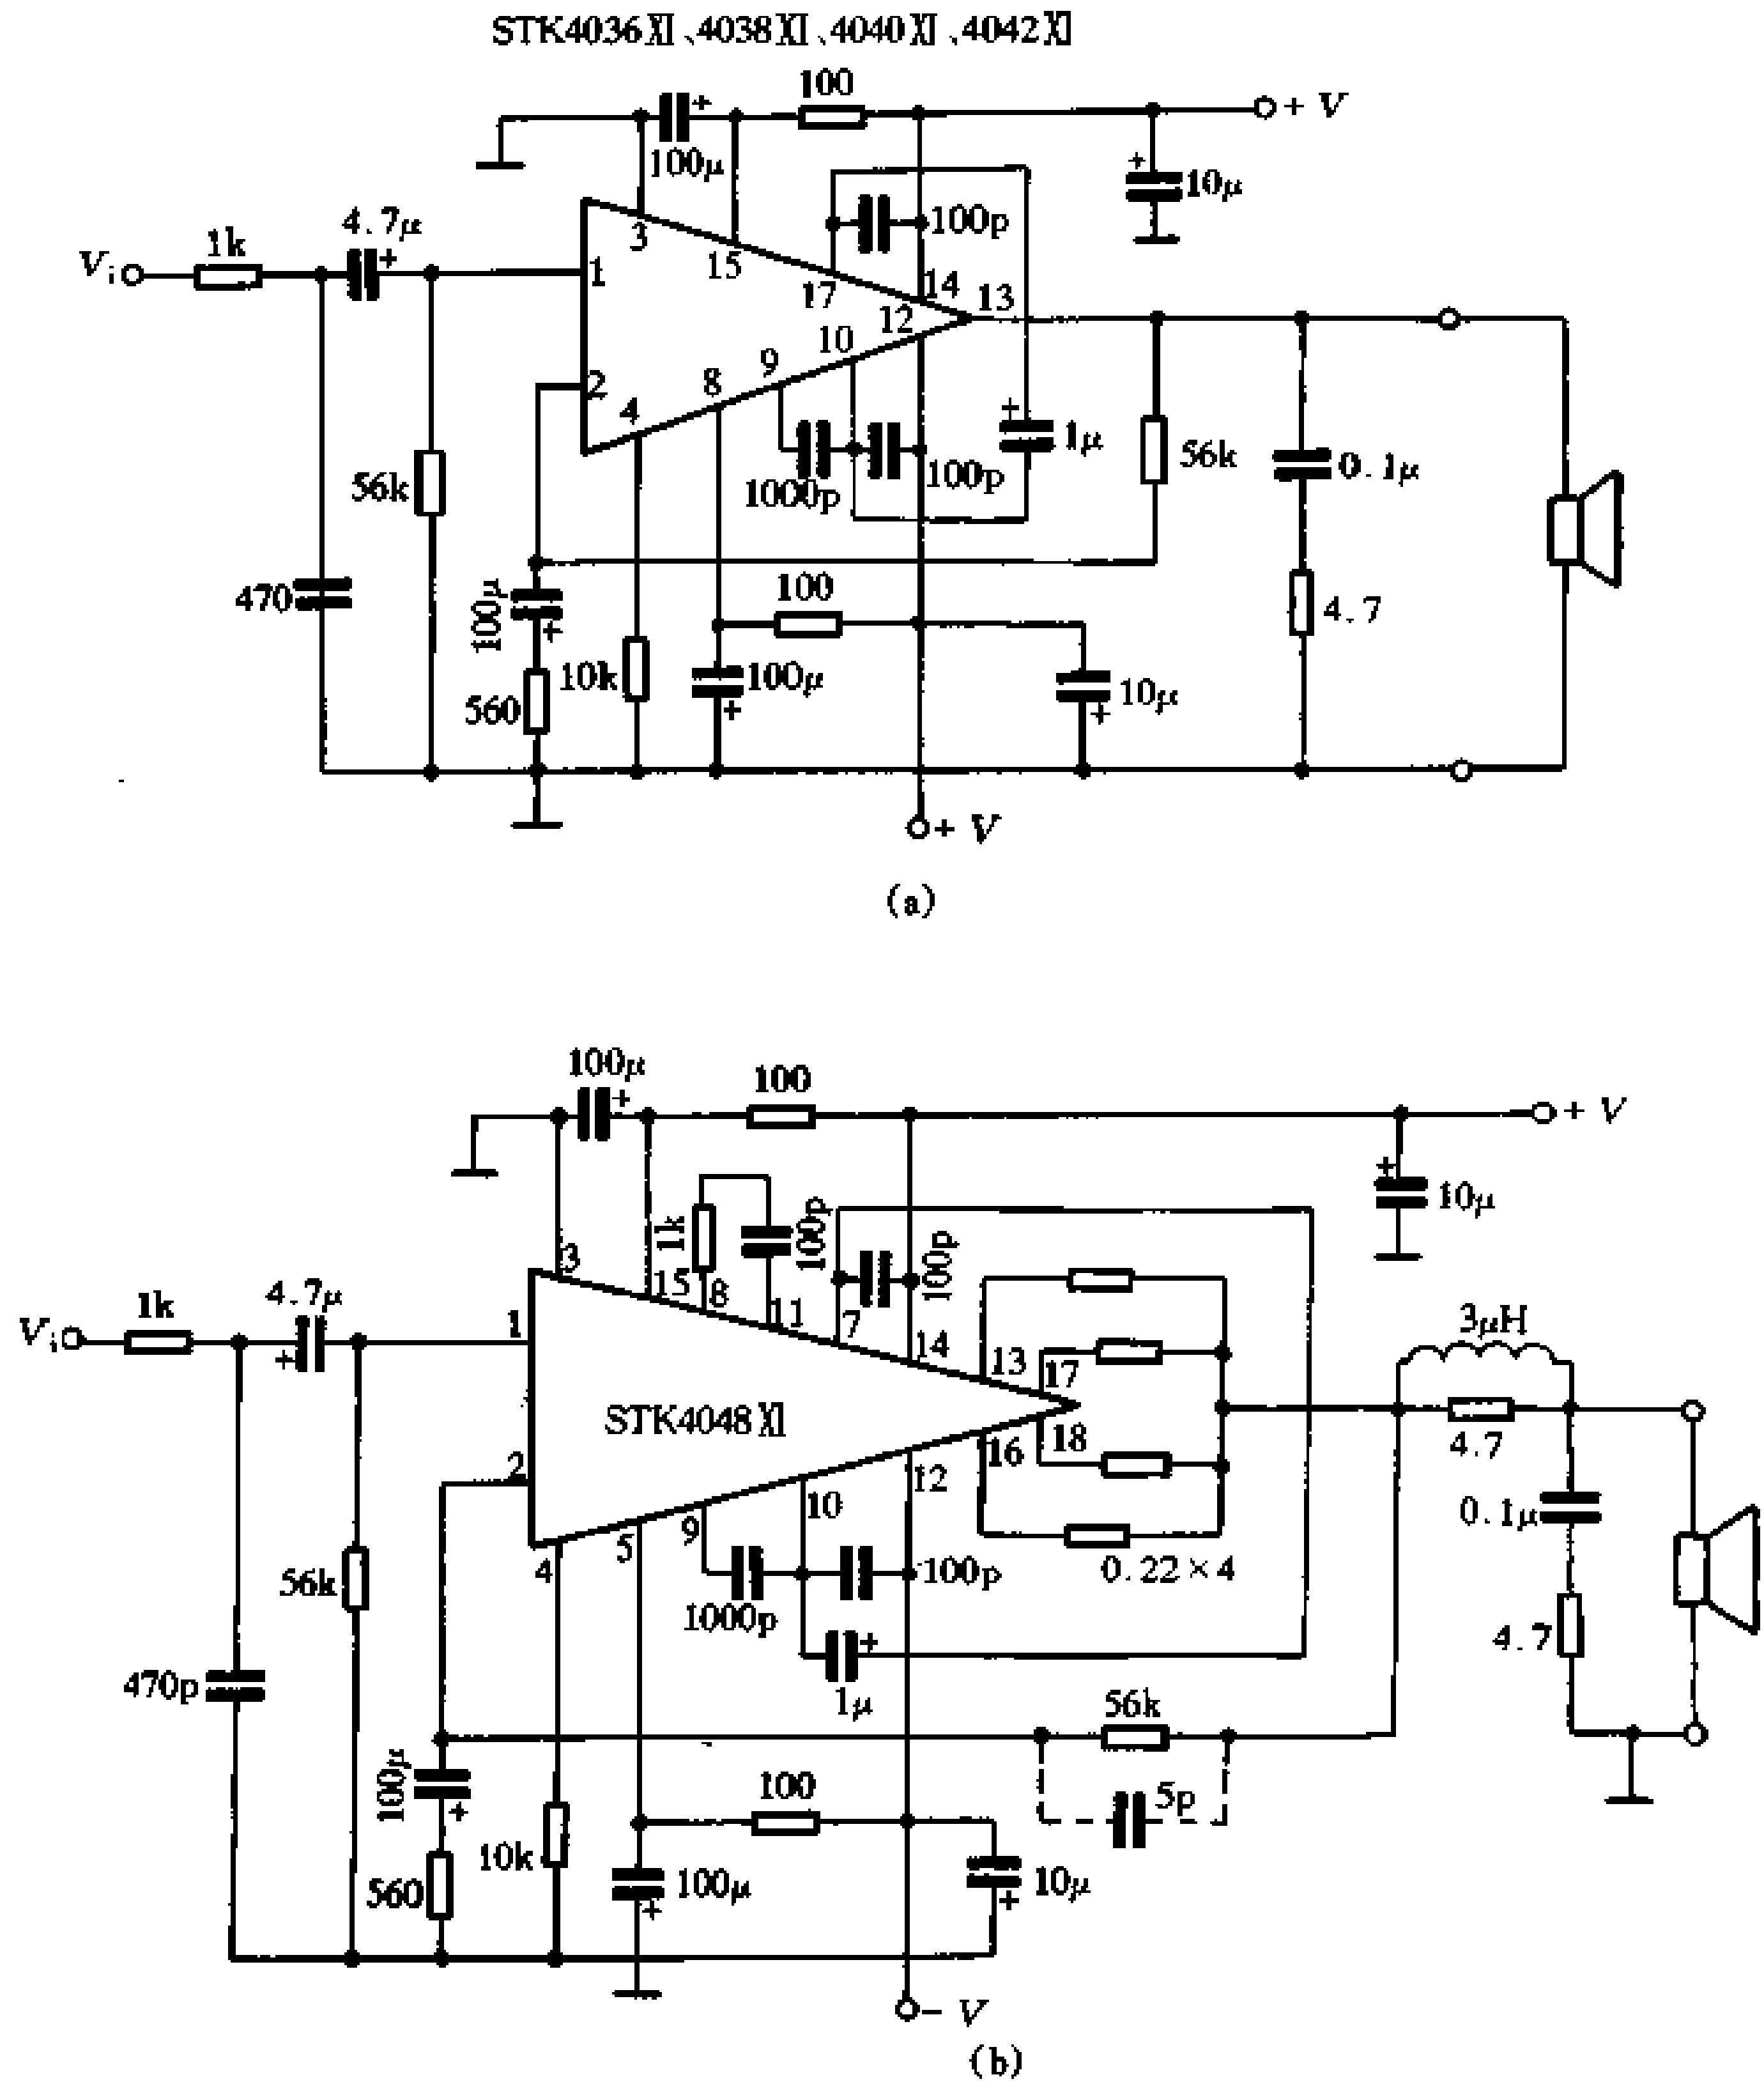 STK4036Ⅺ、4038Ⅺ、4040Ⅺ、4042Ⅺ
100
+ V
100μ
10μ
100p
4.7μ
1k
+
Vi
3
15
17
14
13
1
12
10
9
8
2
4
+
1μ
56k
0.1μ
56k
1000p
100p
470
100μ
+
100
4.7
10k
100μ
+
10μ
+
560
+ V
(a)
100μ
+
100
+ V
+
10μ
1k
100p
100p
3
15
8
11
7
14
4.7μ
+
1k
Vi
1
13
17
3μH
STK4048Ⅺ
4.7
2
16
18
12
10
9
5
4
0.1μ
100p
0.22×4
1000p
56k
+
1μ
4.7
470p
56k
100μ
+
100
5p
10k
560
100μ
+
10μ
+
- V
(b)